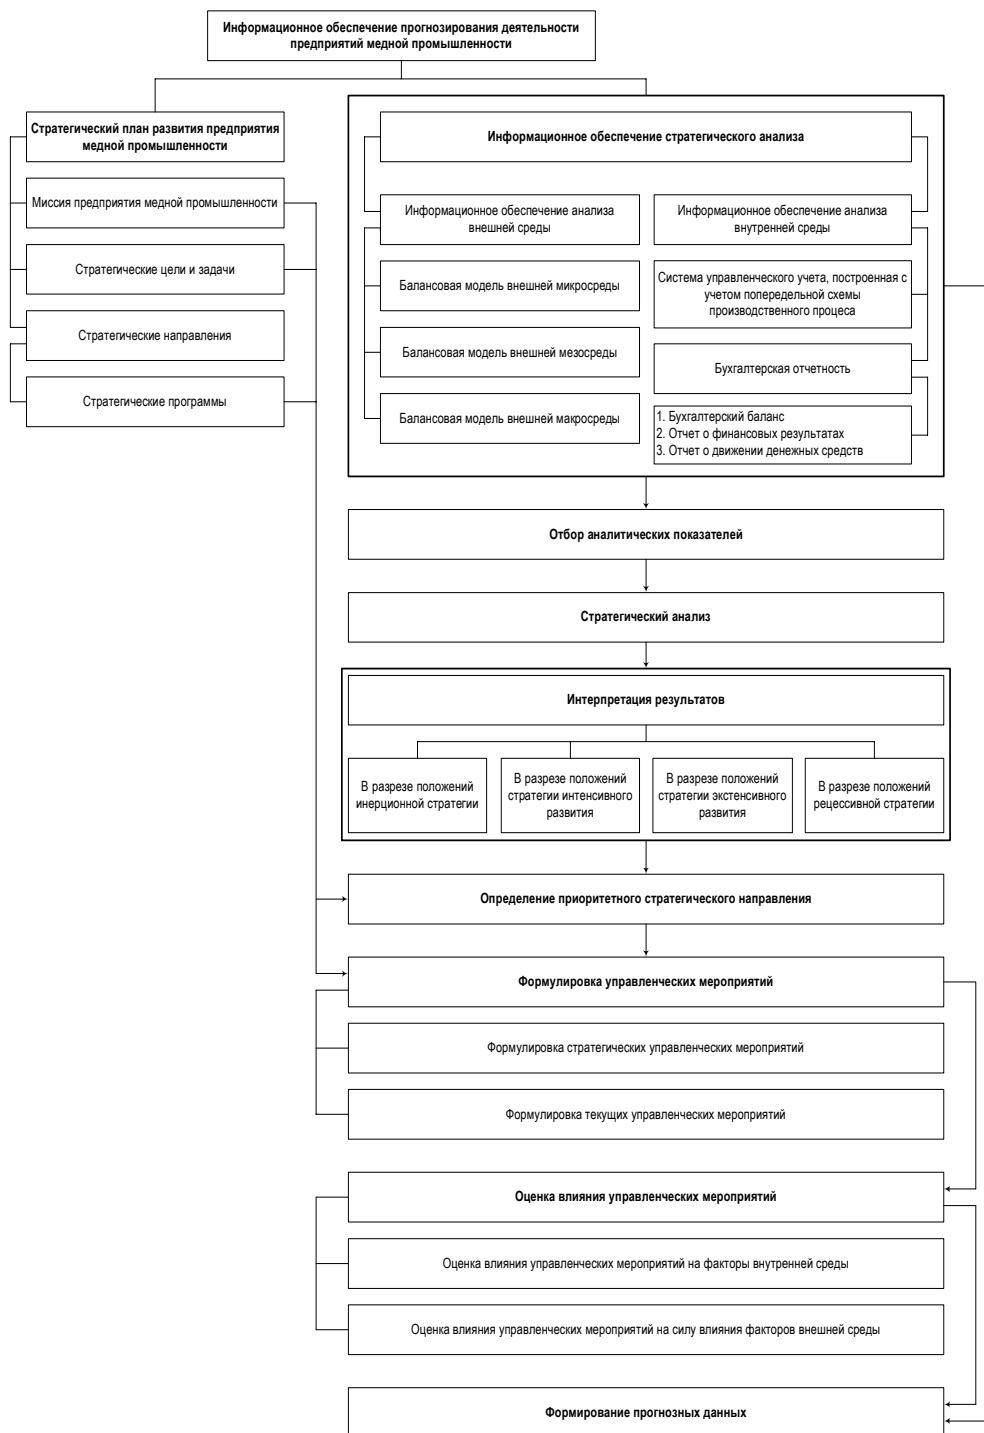 Информационное обеспечение прогнозирования деятельности
предприятий медной промышленности
Стратегический план развития предприятия
медной промышленности
Миссия предприятия медной промышленности
Стратегические цели и задачи
Стратегические направления
Стратегические программы
Информационное обеспечение стратегического анализа
Информационное обеспечение анализа
внешней среды
Балансовая модель внешней микросреды
Балансовая модель внешней мезосреды
Балансовая модель внешней макросреды
Информационное обеспечение анализа
внутренней среды
Система управленческого учета, построенная с
учетом попередельной схемы
производственного процеса
Бухгалтерская отчетность
1. Бухгалтерский баланс
2. Отчет о финансовых результатах
3. Отчет о движении денежных средств
Отбор аналитических показателей
Стратегический анализ
Интерпретация результатов
В разрезе положений
инерционной стратегии
В разрезе положений
стратегии интенсивного
развития
В разрезе положений
стратегии экстенсивного
развития
В разрезе положений
рецессивной стратегии
Определение приоритетного стратегического направления
Формулировка управленческих мероприятий
Формулировка стратегических управленческих мероприятий
Формулировка текущих управленческих мероприятий
Оценка влияния управленческих мероприятий
Оценка влияния управленческих мероприятий на факторы внутренней среды
Оценка влияния управленческих мероприятий на силу влияния факторов внешней среды
Формирование прогнозных данных